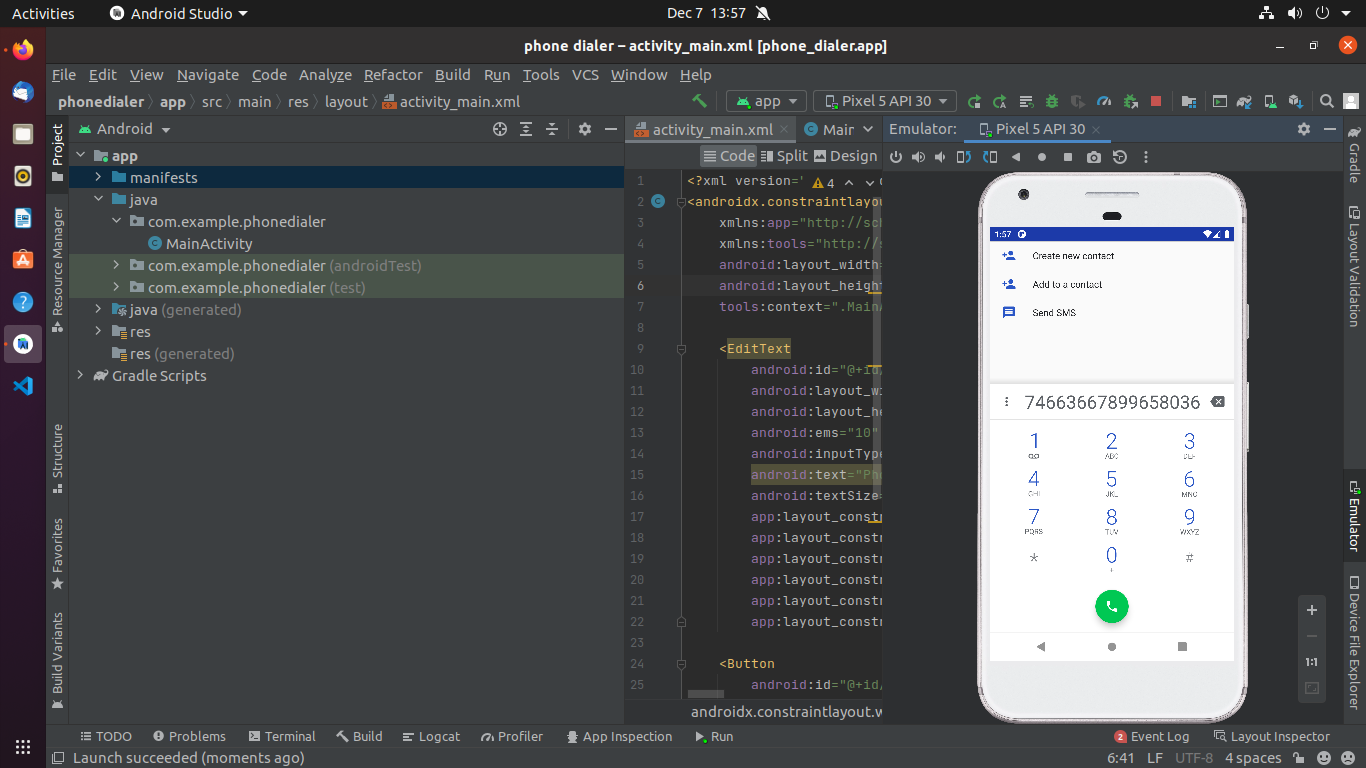 Activities
Android Studio
Dec 7 13:57
phone dialer – activity_main.xml [phone_dialer.app]
File Edit View Navigate Code Analyze Refactor Build Run Tools VCS Window Help
phonedialer app src main res layout activity_main.xml
app
Pixel 5 API 30
Project
Resource Manager
Structure
Favorites
Build Variants
Android
app
manifests
java
com.example.phonedialer
MainActivity
com.example.phonedialer (androidTest)
com.example.phonedialer (test)
java (generated)
res
res (generated)
Gradle Scripts
activity_main.xml
Code Split Design
4
1 <?xml version=
2 <androidx.constraintlayou
3 xmlns:app="http://sch
4 xmlns:tools="http://s
5 android:layout_width=
6 android:layout_height
7 tools:context=".Main
8
9 <EditText
10 android:id="@+id/
11 android:layout_wi
12 android:layout_he
13 android:ems="10"
14 android:inputType
15 android:text="Ph
16 android:textSize
17 app:layout_constr
18 app:layout_constr
19 app:layout_constr
20 app:layout_constr
21 app:layout_constr
22 app:layout_constr
23
24 <Button
25 android:id="@+id/
androidx.constraintlayout.w
Emulator:
Pixel 5 API 30
1:57
Create new contact
Add to a contact
Send SMS
74663667899658036
1 2 ABC 3 DEF
4 GHI 5 JKL 6 MNO
7 PQRS 8 TUV 9 WXYZ
* 0 + #
1:1
Gradle
Layout Validation
Emulator
Device File Explorer
TODO Problems Terminal Build Logcat Profiler App Inspection Run
2 Event Log Layout Inspector
Launch succeeded (moments ago)
6:41 LF UTF-8 4 spaces